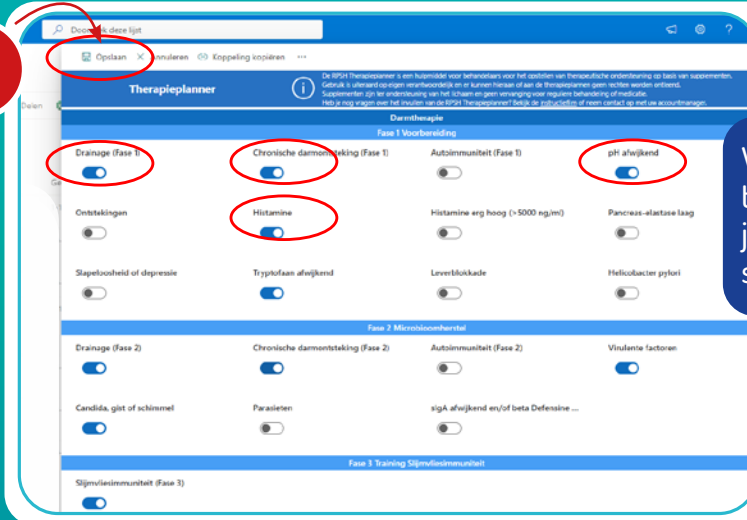 Doorzoek deze lijst
Opslaan Annuleren Koppeling kopiëren ...
Delen
Therapieplanner
De RPSH Therapieplanner is een hulpmiddel voor behandelaars voor het opstellen van therapeutische ondersteuning op basis van supplementen.
Gebruik is uiteraard op eigen verantwoordelijk en er kunnen hieraan of aan de therapieplannen geen rechten worden ontleend.
Supplementen zijn ter ondersteuning van het lichaam en geen vervanging voor reguliere behandeling of medicatie.
Heb je nog vragen over het invullen van de RPSH Therapieplanner? Bekijk de instructiefilm of neem contact op met uw accountmanager.
Darmtherapie
Fase 1 Voorbereiding
Drainage (Fase 1) Chronische darmontsteking (Fase 1) Autoimmuniteit (Fase 1) pH afwijkend
Ontstekingen Histamine Histamine erg hoog (>5000 ng/ml) Pancreas-elastase laag
Slapeloosheid of depressie Tryptofaan afwijkend Leverblokkade Helicobacter pylori
Fase 2 Microbioomherstel
Drainage (Fase 2) Chronische darmontsteking (Fase 2) Autoimmuniteit (Fase 2) Virulente factoren
Candida, gist of schimmel Parasieten sigA afwijkend en/of beta Defensine ...
Fase 3 Training Slijmvliesimmuniteit
Slijmvliesimmuniteit (Fase 3)